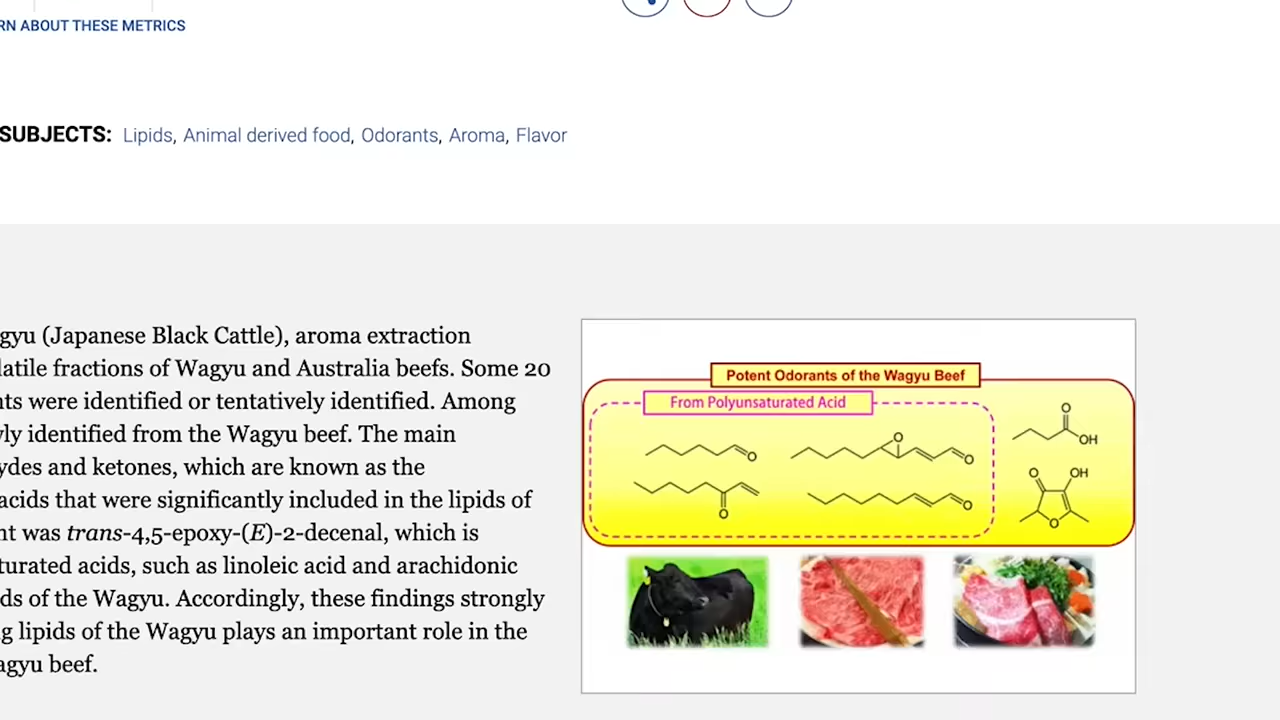 RN ABOUT THESE METRICS
SUBJECTS: Lipids, Animal derived food, Odorants, Aroma, Flavor
gyu (Japanese Black Cattle), aroma extraction
latile fractions of Wagyu and Australia beefs. Some 20
nts were identified or tentatively identified. Among
vly identified from the Wagyu beef. The main
ydes and ketones, which are known as the
acids that were significantly included in the lipids of
nt was trans-4,5-epoxy-(E)-2-decenal, which is
turated acids, such as linoleic acid and arachidonic
ds of the Wagyu. Accordingly, these findings strongly
g lipids of the Wagyu plays an important role in the
agyu beef.
Potent Odorants of the Wagyu Beef
From Polyunsaturated Acid
O
O
O
O
O
O
OH
O
OH
O